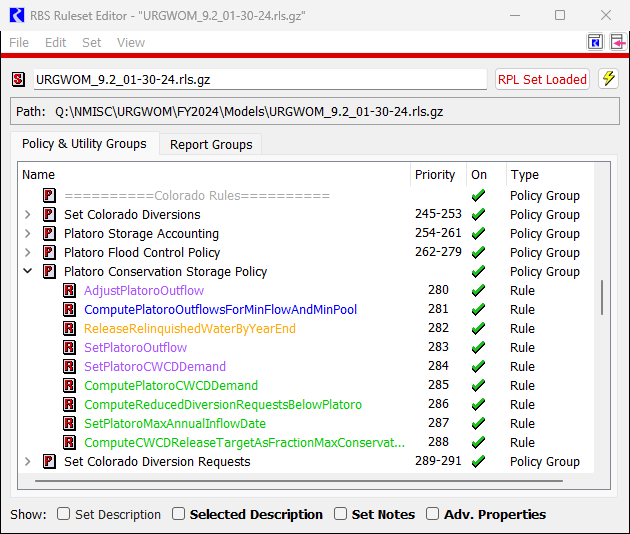 RBS Ruleset Editor - "URGWOM_9.2_01-30-24.rls.gz"
File Edit Set View
URGWOM_9.2_01-30-24.rls.gz RPL Set Loaded
Path: Q:\NMISC\URGWOM\FY2024\Models\URGWOM_9.2_01-30-24.rls.gz
Policy & Utility Groups Report Groups
Name Priority On Type
P ==========Colorado Rules========== Policy Group
P Set Colorado Diversions 245-253 Policy Group
P Platoro Storage Accounting 254-261 Policy Group
P Platoro Flood Control Policy 262-279 Policy Group
P Platoro Conservation Storage Policy Policy Group
R AdjustPlatoroOutflow 280 Rule
R ComputePlatoroOutflowsForMinFlowAndMinPool 281 Rule
R ReleaseRelinquishedWaterByYearEnd 282 Rule
R SetPlatoroOutflow 283 Rule
R SetPlatoroCWCDDemand 284 Rule
R ComputePlatoroCWCDDemand 285 Rule
R ComputeReducedDiversionRequestsBelowPlatoro 286 Rule
R SetPlatoroMaxAnnualInflowDate 287 Rule
R ComputeCWCDReleaseTargetAsFractionMaxConservat... 288 Rule
P Set Colorado Diversion Requests 289-291 Policy Group
Show: Set Description Selected Description Set Notes Adv. Properties